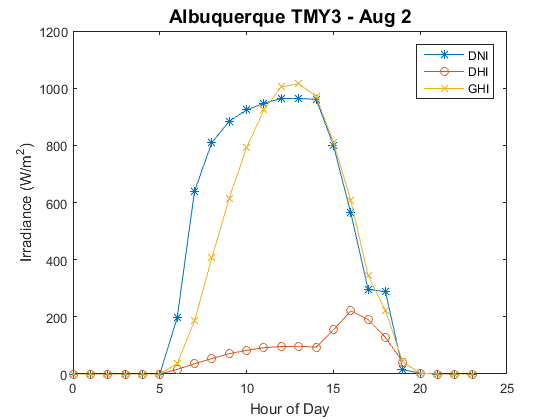 Albuquerque TMY3 - Aug 2
1200
1000
800
600
400
200
0
Irradiance (W/m²)
DNI
DHI
GHI
0 5 10 15 20 25
Hour of Day